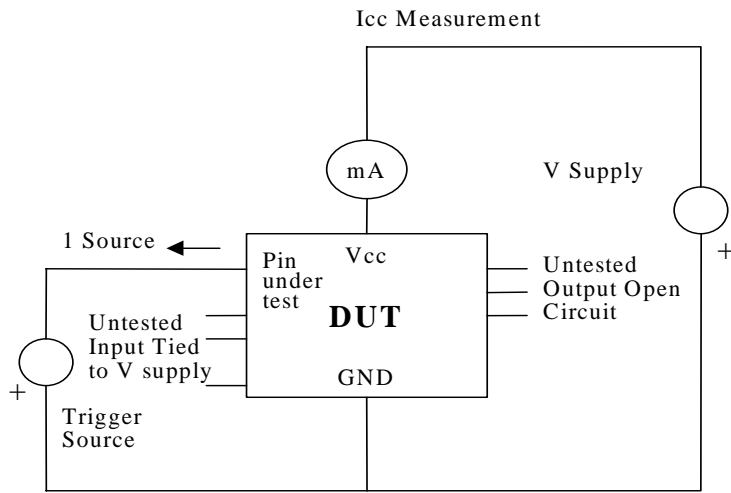 Icc Measurement
mA
V Supply
+
1 Source
Vcc
Pin
under
test
DUT
GND
Untested
Output Open
Circuit
Untested
Input Tied
to V supply
+
Trigger
Source